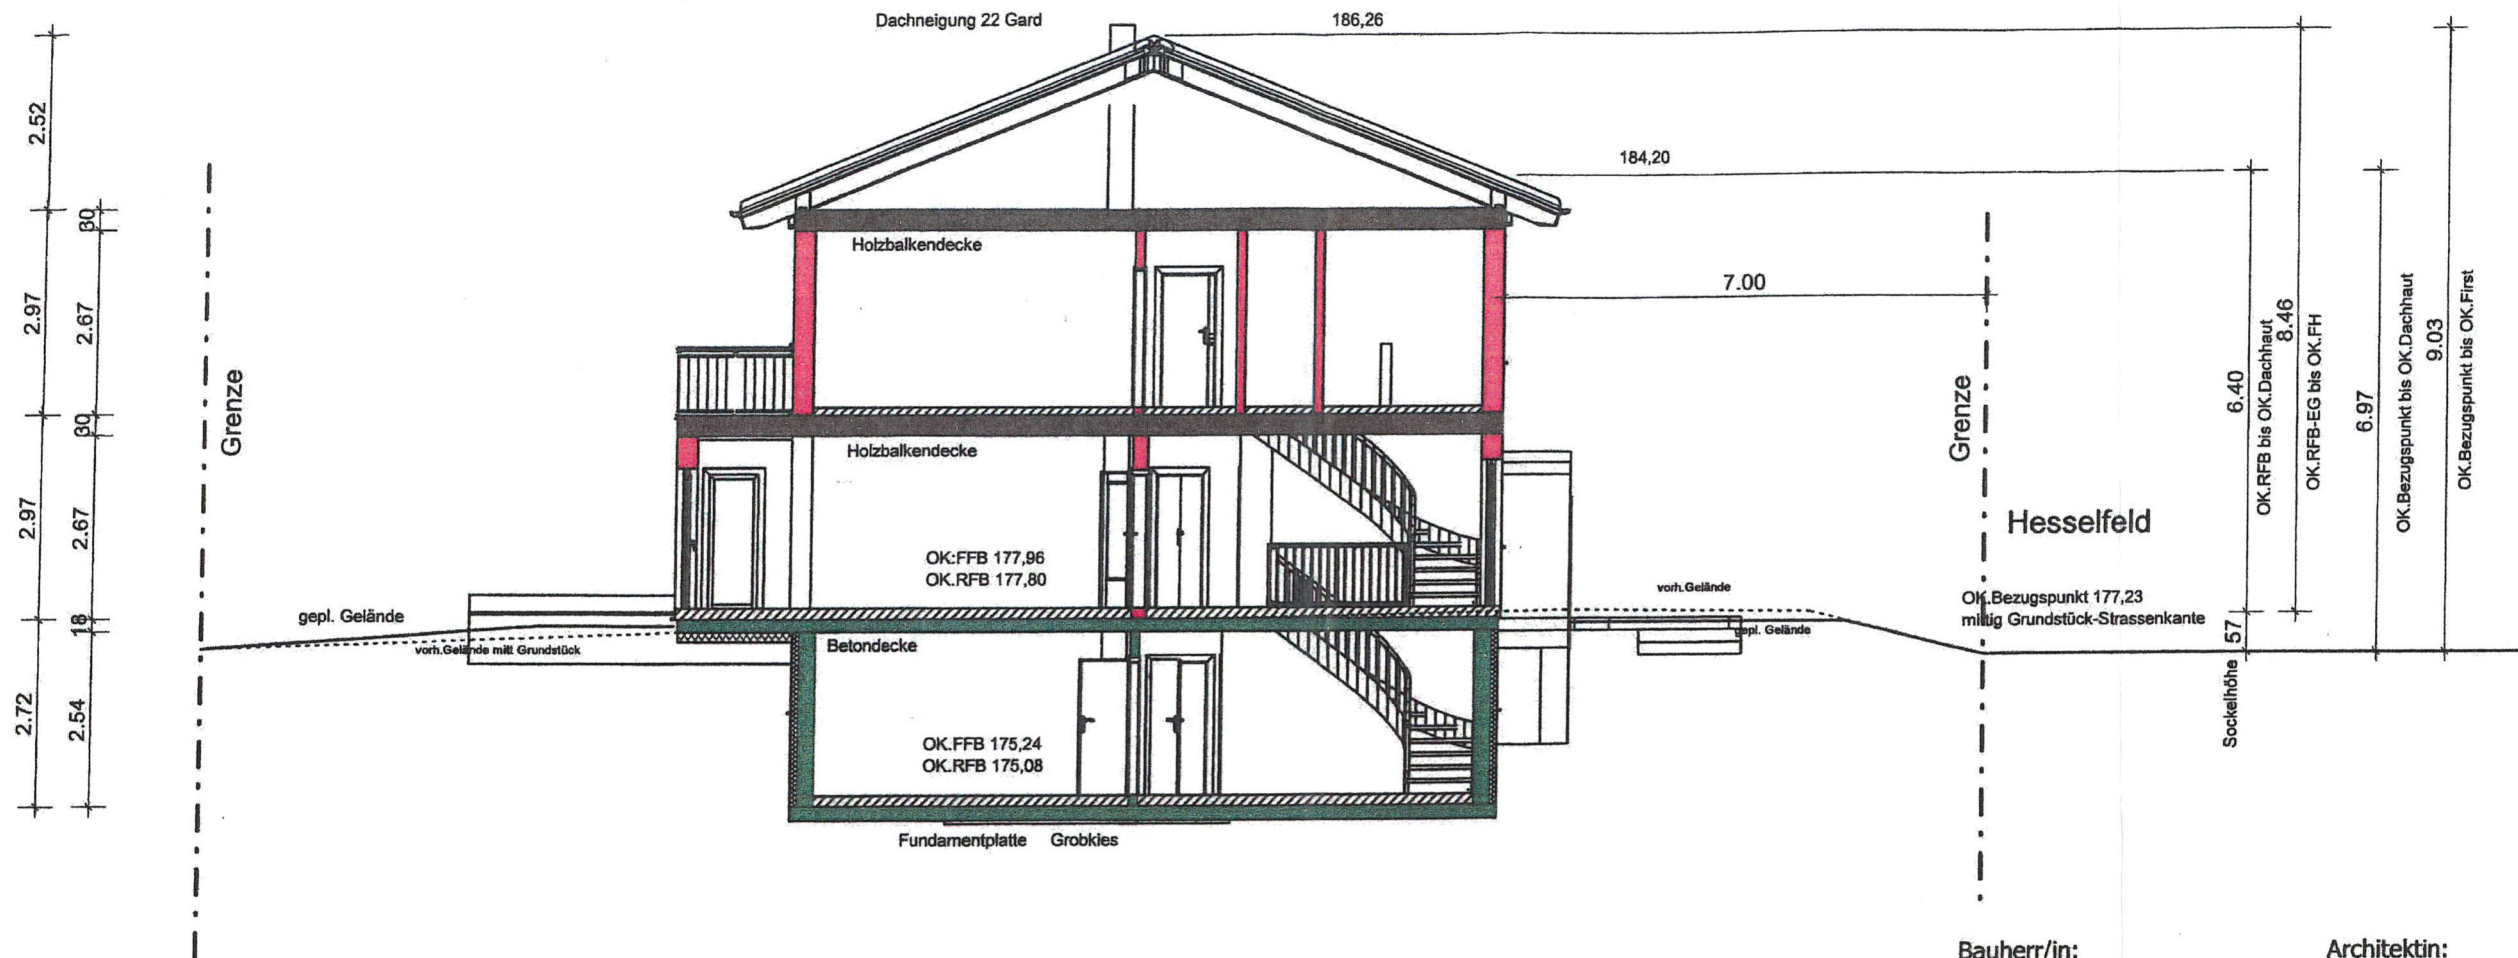 Dachneigung 22 Gard
186,26
184,20
2.52
30
2.97
2.67
30
2.97
2.67
18
2.72
2.54
Grenze
Holzbalkendecke
7.00
Holzbalkendecke
OK:FFB 177,96
OK.RFB 177,80
gepl. Gelände
vorh.Gelände mitt Grundstück
Betondecke
OK.FFB 175,24
OK.RFB 175,08
Fundamentplatte Grobkies
Grenze
Hesselfeld
vorh.Gelände
gepl. Gelände
OK.Bezugspunkt 177,23
mittig Grundstück-Strassenkante
6.40
OK.RFB bis OK.Dachhaut
8.46
OK.RFB-EG bis OK.FH
6.97
OK.Bezugspunkt bis OK.Dachhaut
9.03
OK.Bezugspunkt bis OK.First
57
Sockelhöhe
Bauherr/in:
Architektin: